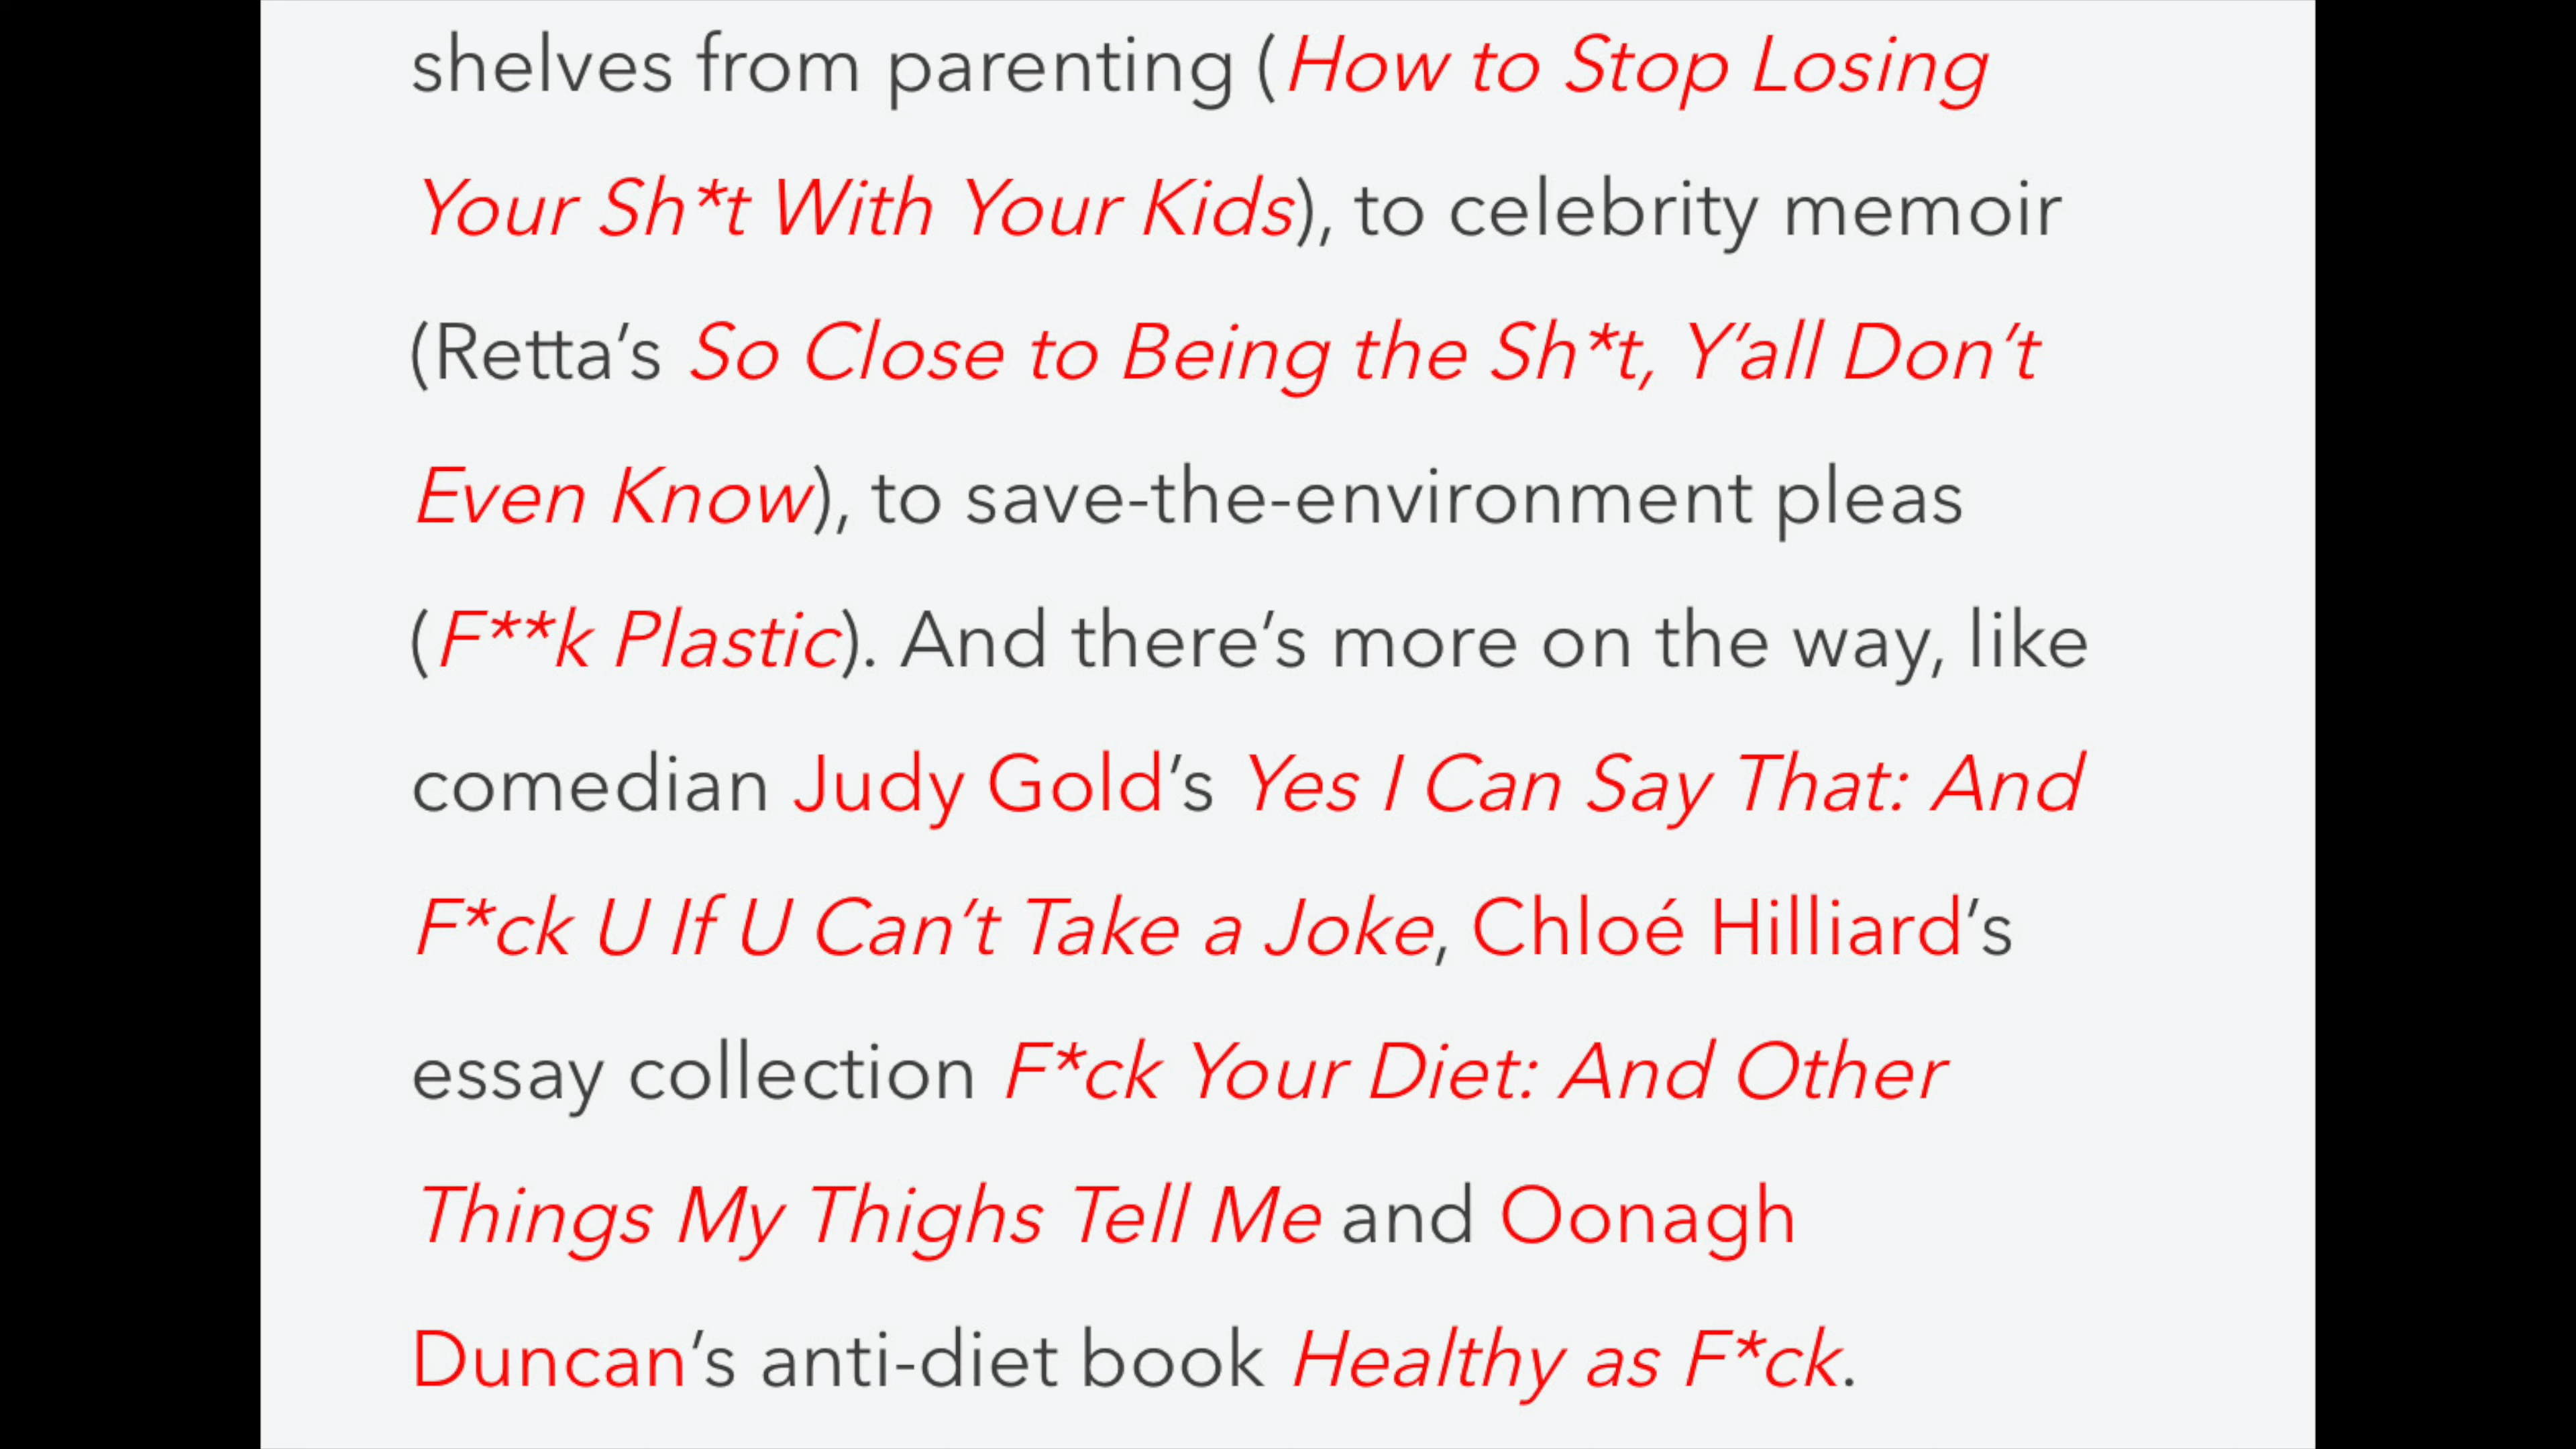 shelves from parenting (How to Stop Losing
Your Sh*t With Your Kids), to celebrity memoir
(Retta’s So Close to Being the Sh*t, Y’all Don’t
Even Know), to save-the-environment pleas
(F**k Plastic). And there’s more on the way, like
comedian Judy Gold’s Yes I Can Say That: And
F*ck U If U Can’t Take a Joke, Chloé Hilliard’s
essay collection F*ck Your Diet: And Other
Things My Thighs Tell Me and Oonagh
Duncan’s anti-diet book Healthy as F*ck.